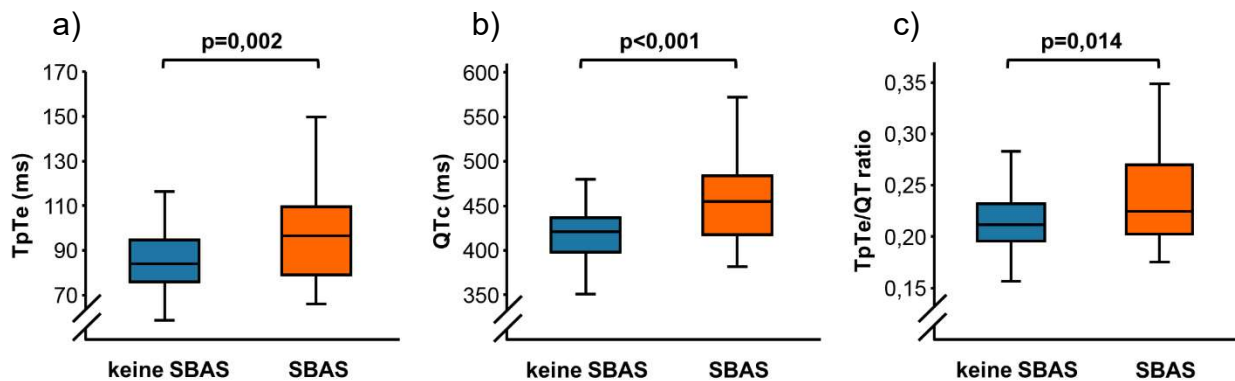 a)
p=0,002
TpTe (ms)
170
150
130
110
90
70
keine SBAS
SBAS
b)
p<0,001
QTc (ms)
600
550
500
450
400
350
keine SBAS
SBAS
c)
p=0,014
TpTe/QT ratio
0,35
0,30
0,25
0,20
0,15
keine SBAS
SBAS